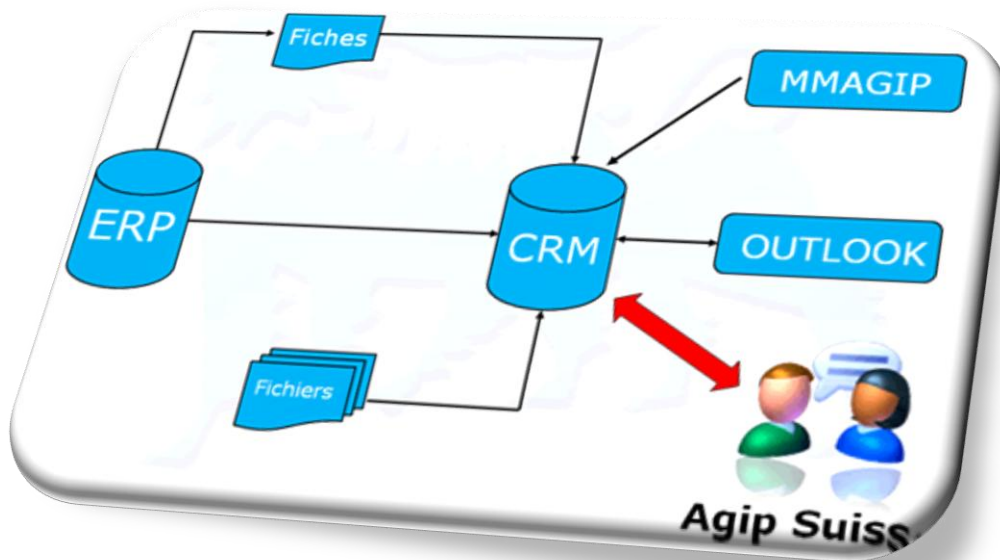 Fiches
MMAGIP
ERP
CRM
OUTLOOK
Fichiers
Agip Suiss